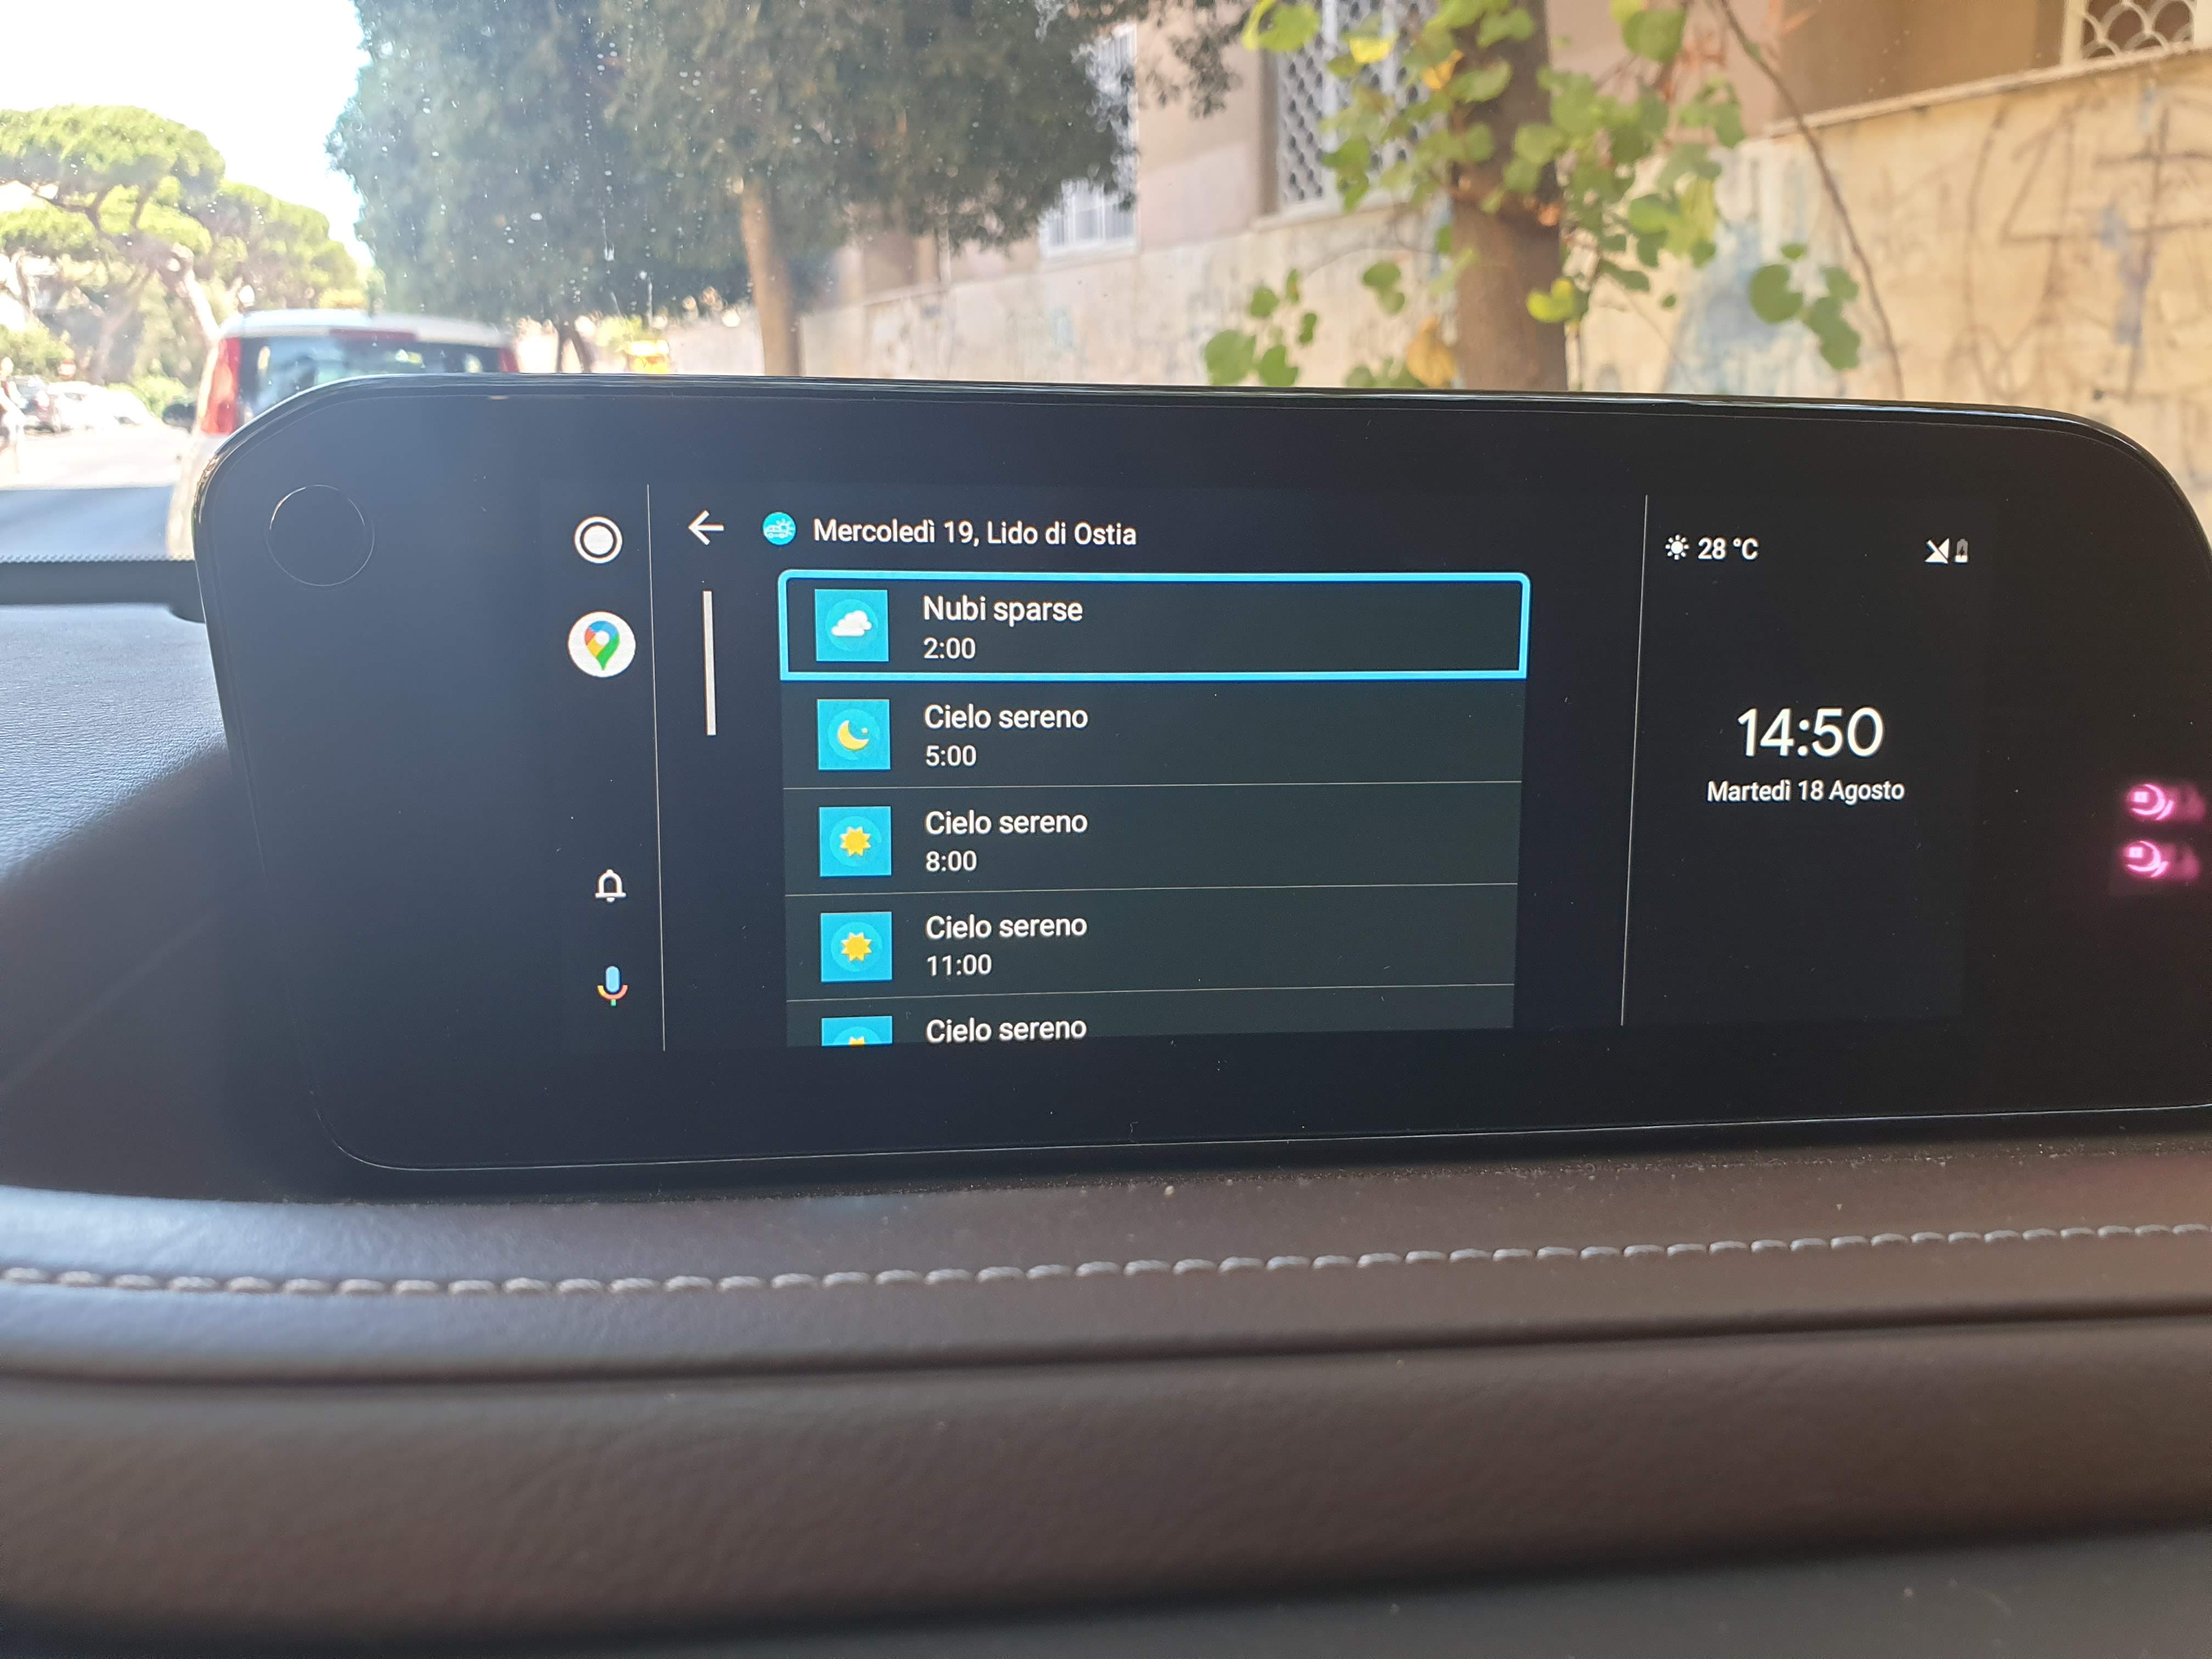 Mercoledì 19, Lido di Ostia
Nubi sparse
2:00
Cielo sereno
5:00
Cielo sereno
8:00
Cielo sereno
11:00
Cielo sereno
28 °C
14:50
Martedì 18 Agosto